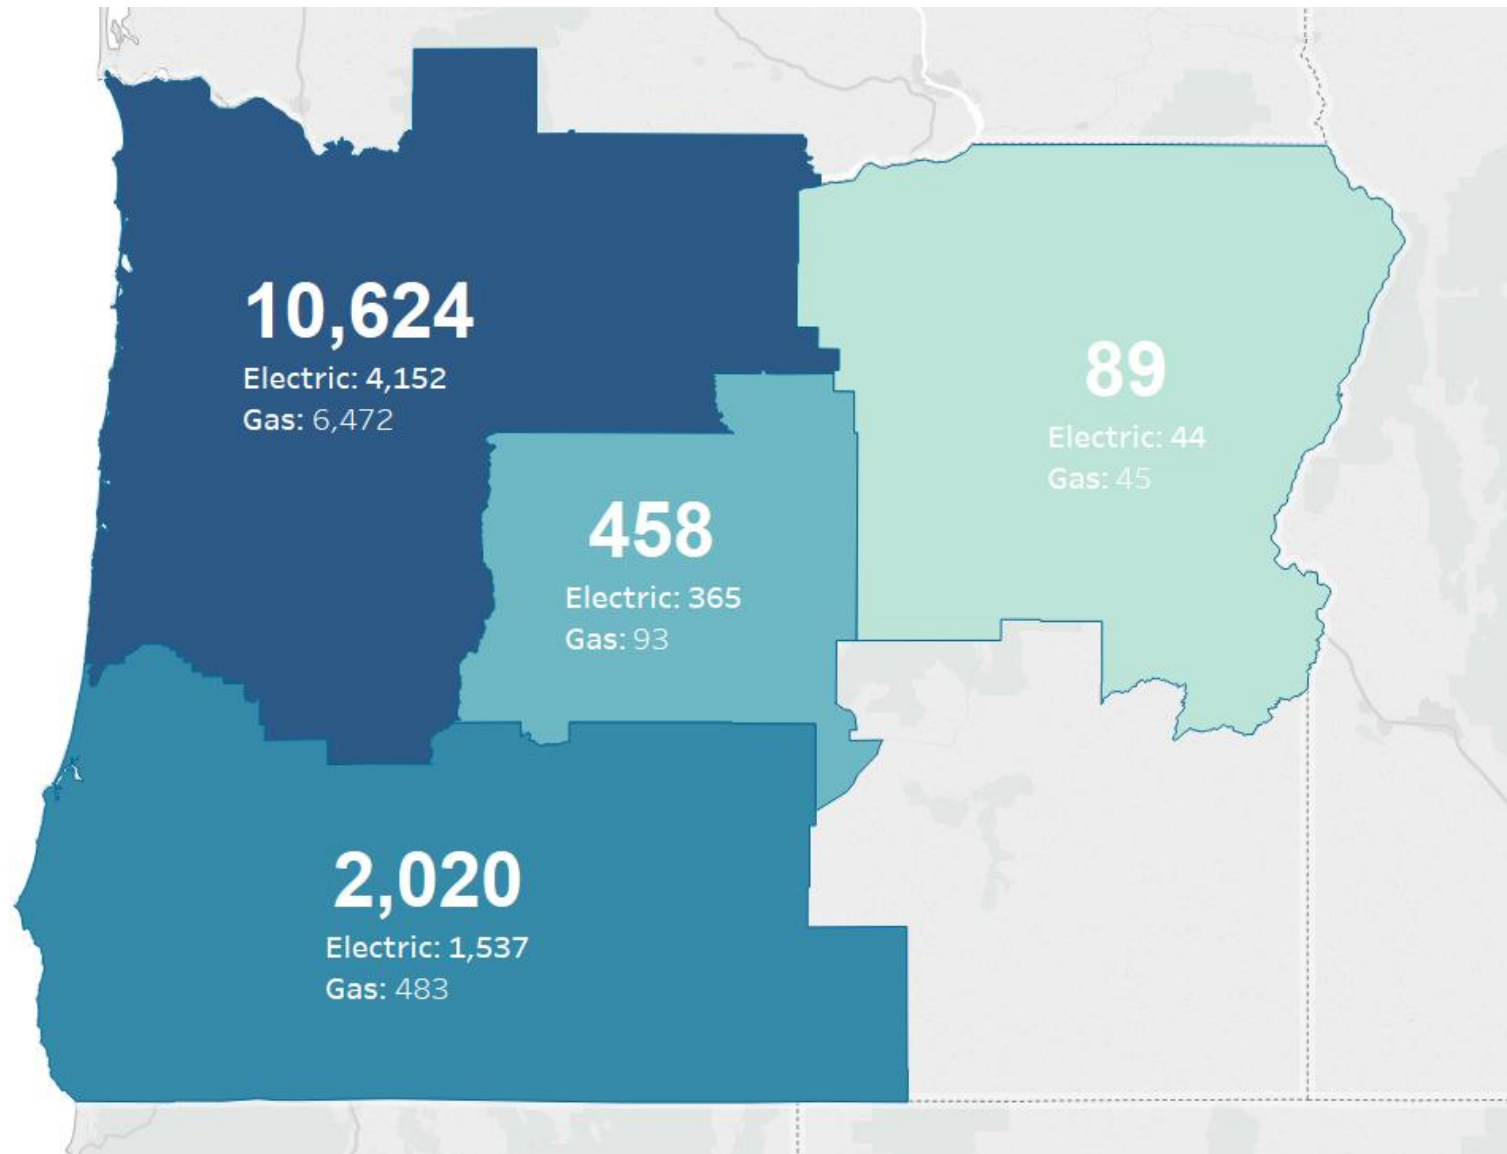 10,624
Electric: 4,152
Gas: 6,472
89
Electric: 44
Gas: 45
458
Electric: 365
Gas: 93
2,020
Electric: 1,537
Gas: 483